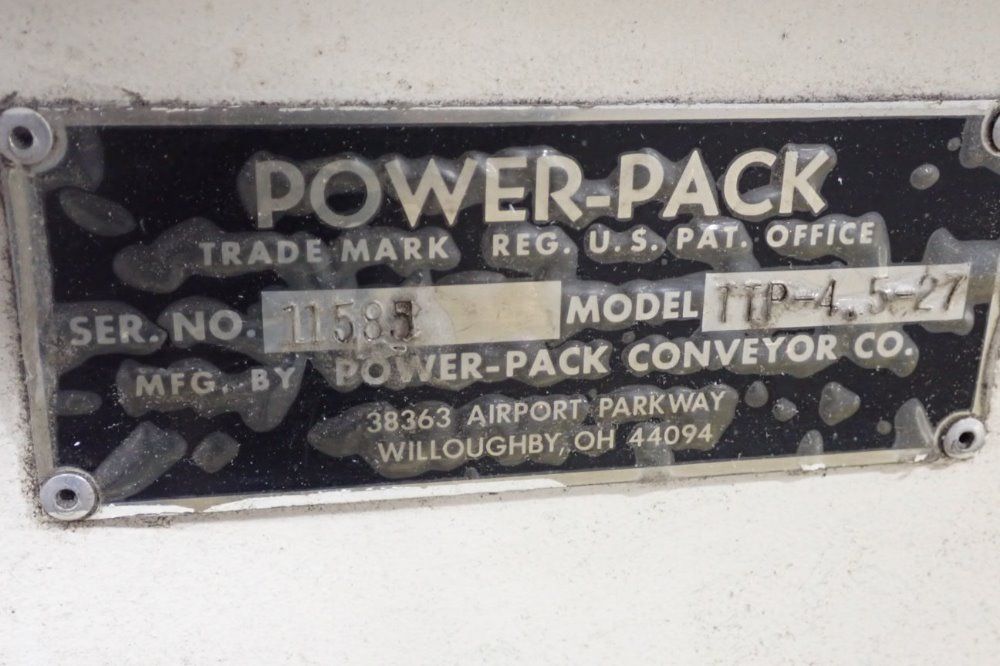 POWER-PACK
TRADE MARK REG. U.S. PAT. OFFICE
SER. NO. 11585 MODEL TTP-4.5-27
MFG. BY POWER-PACK CONVEYOR CO.
38363 AIRPORT PARKWAY
WILLOUGHBY, OH 44094